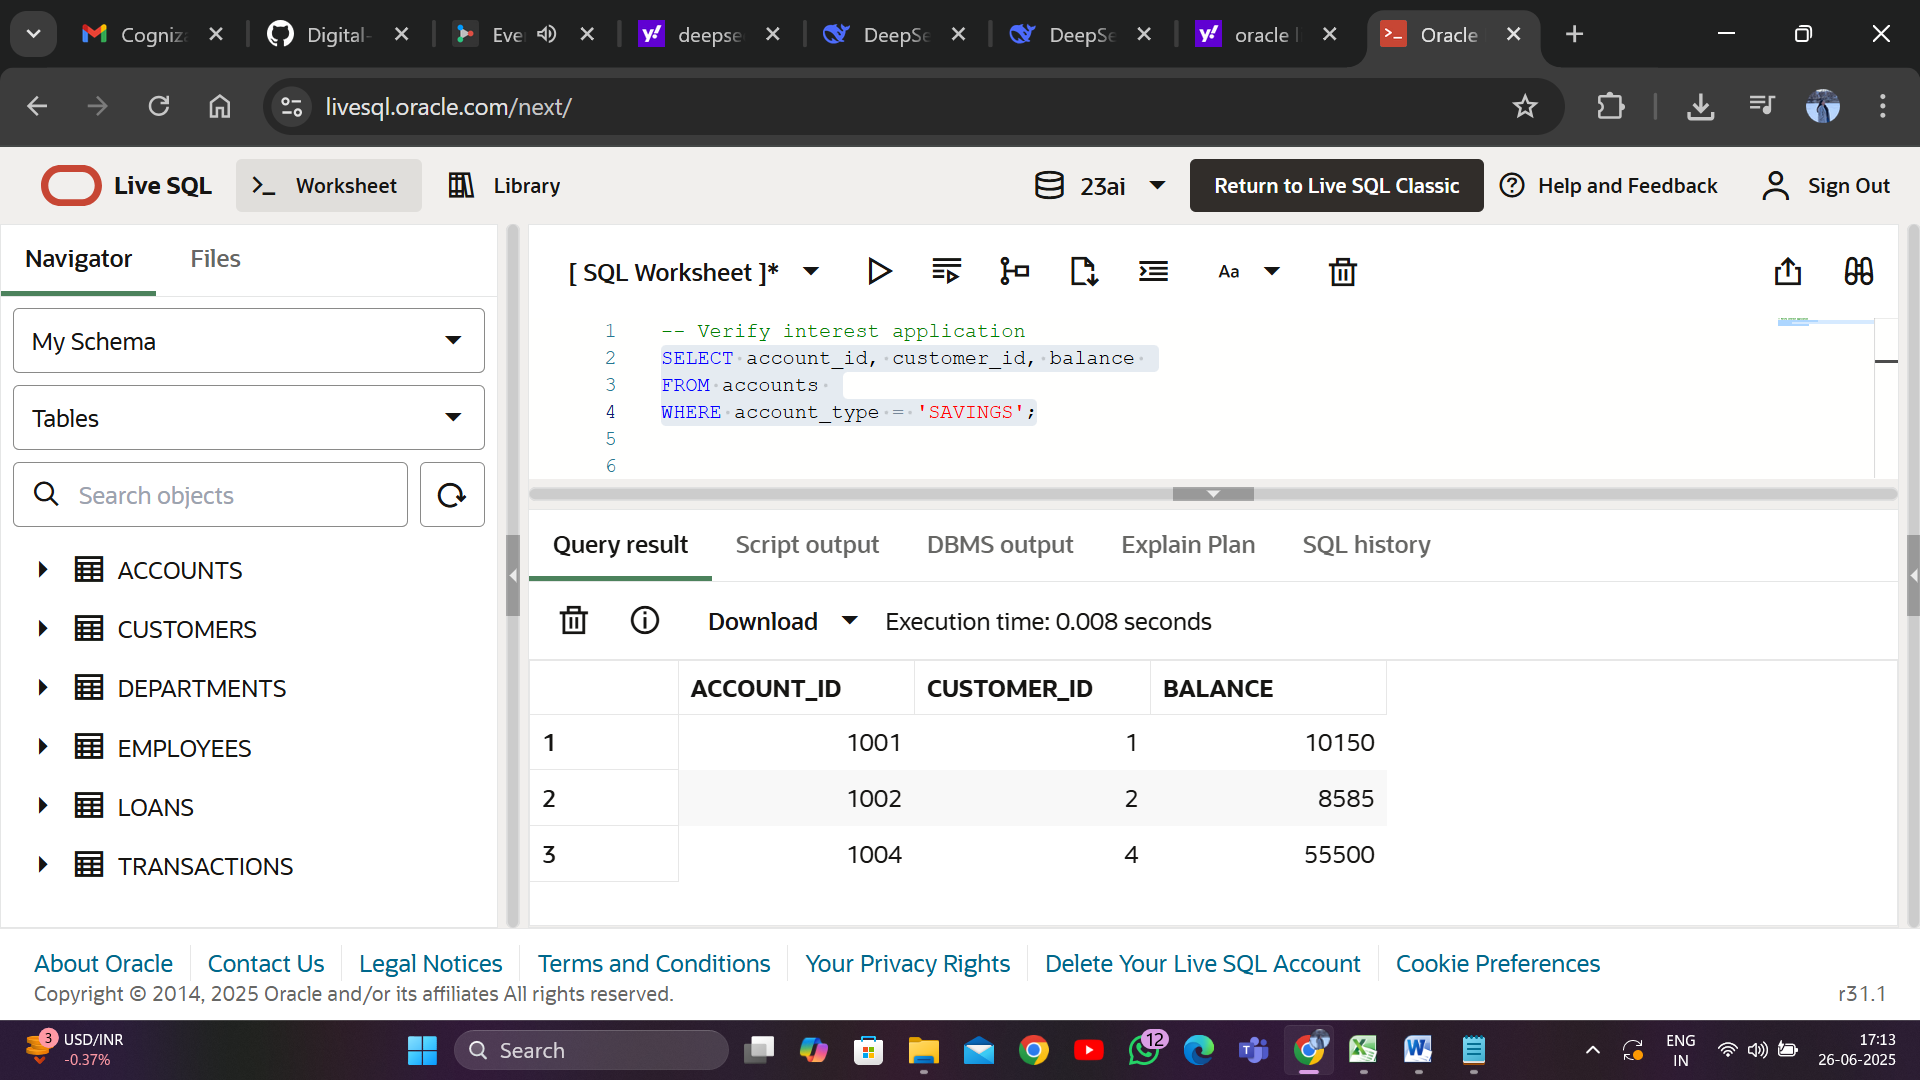 Cogniza
Digital-
Eve
deepse
DeepSe
DeepSe
oracle l
Oracle
livesql.oracle.com/next/
Live SQL
Worksheet
Library
23ai
Return to Live SQL Classic
Help and Feedback
Sign Out
Navigator
Files
[ SQL Worksheet ]*
Aa
My Schema
Tables
Search objects
ACCOUNTS
CUSTOMERS
DEPARTMENTS
EMPLOYEES
LOANS
TRANSACTIONS
1 -- Verify interest application
2 SELECT account_id, customer_id, balance
3 FROM accounts
4 WHERE account_type = 'SAVINGS';
5
6
Query result
Script output
DBMS output
Explain Plan
SQL history
Download
Execution time: 0.008 seconds
ACCOUNT_ID CUSTOMER_ID BALANCE
1 1001 1 10150
2 1002 2 8585
3 1004 4 55500
About Oracle
Contact Us
Legal Notices
Terms and Conditions
Your Privacy Rights
Delete Your Live SQL Account
Cookie Preferences
Copyright © 2014, 2025 Oracle and/or its affiliates All rights reserved.
r31.1
3
USD/INR
-0.37%
Search
12
ENG
IN
17:13
26-06-2025